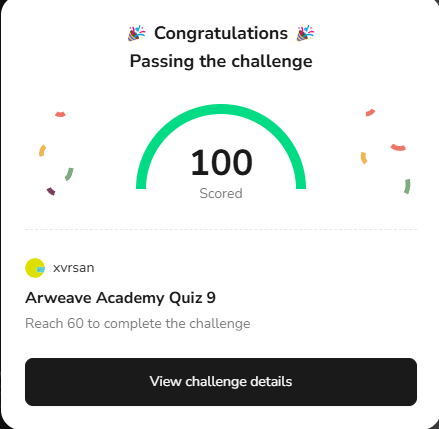 🎉 Congratulations 🎉
Passing the challenge
100
Scored
xvrsan
Arweave Academy Quiz 9
Reach 60 to complete the challenge
View challenge details